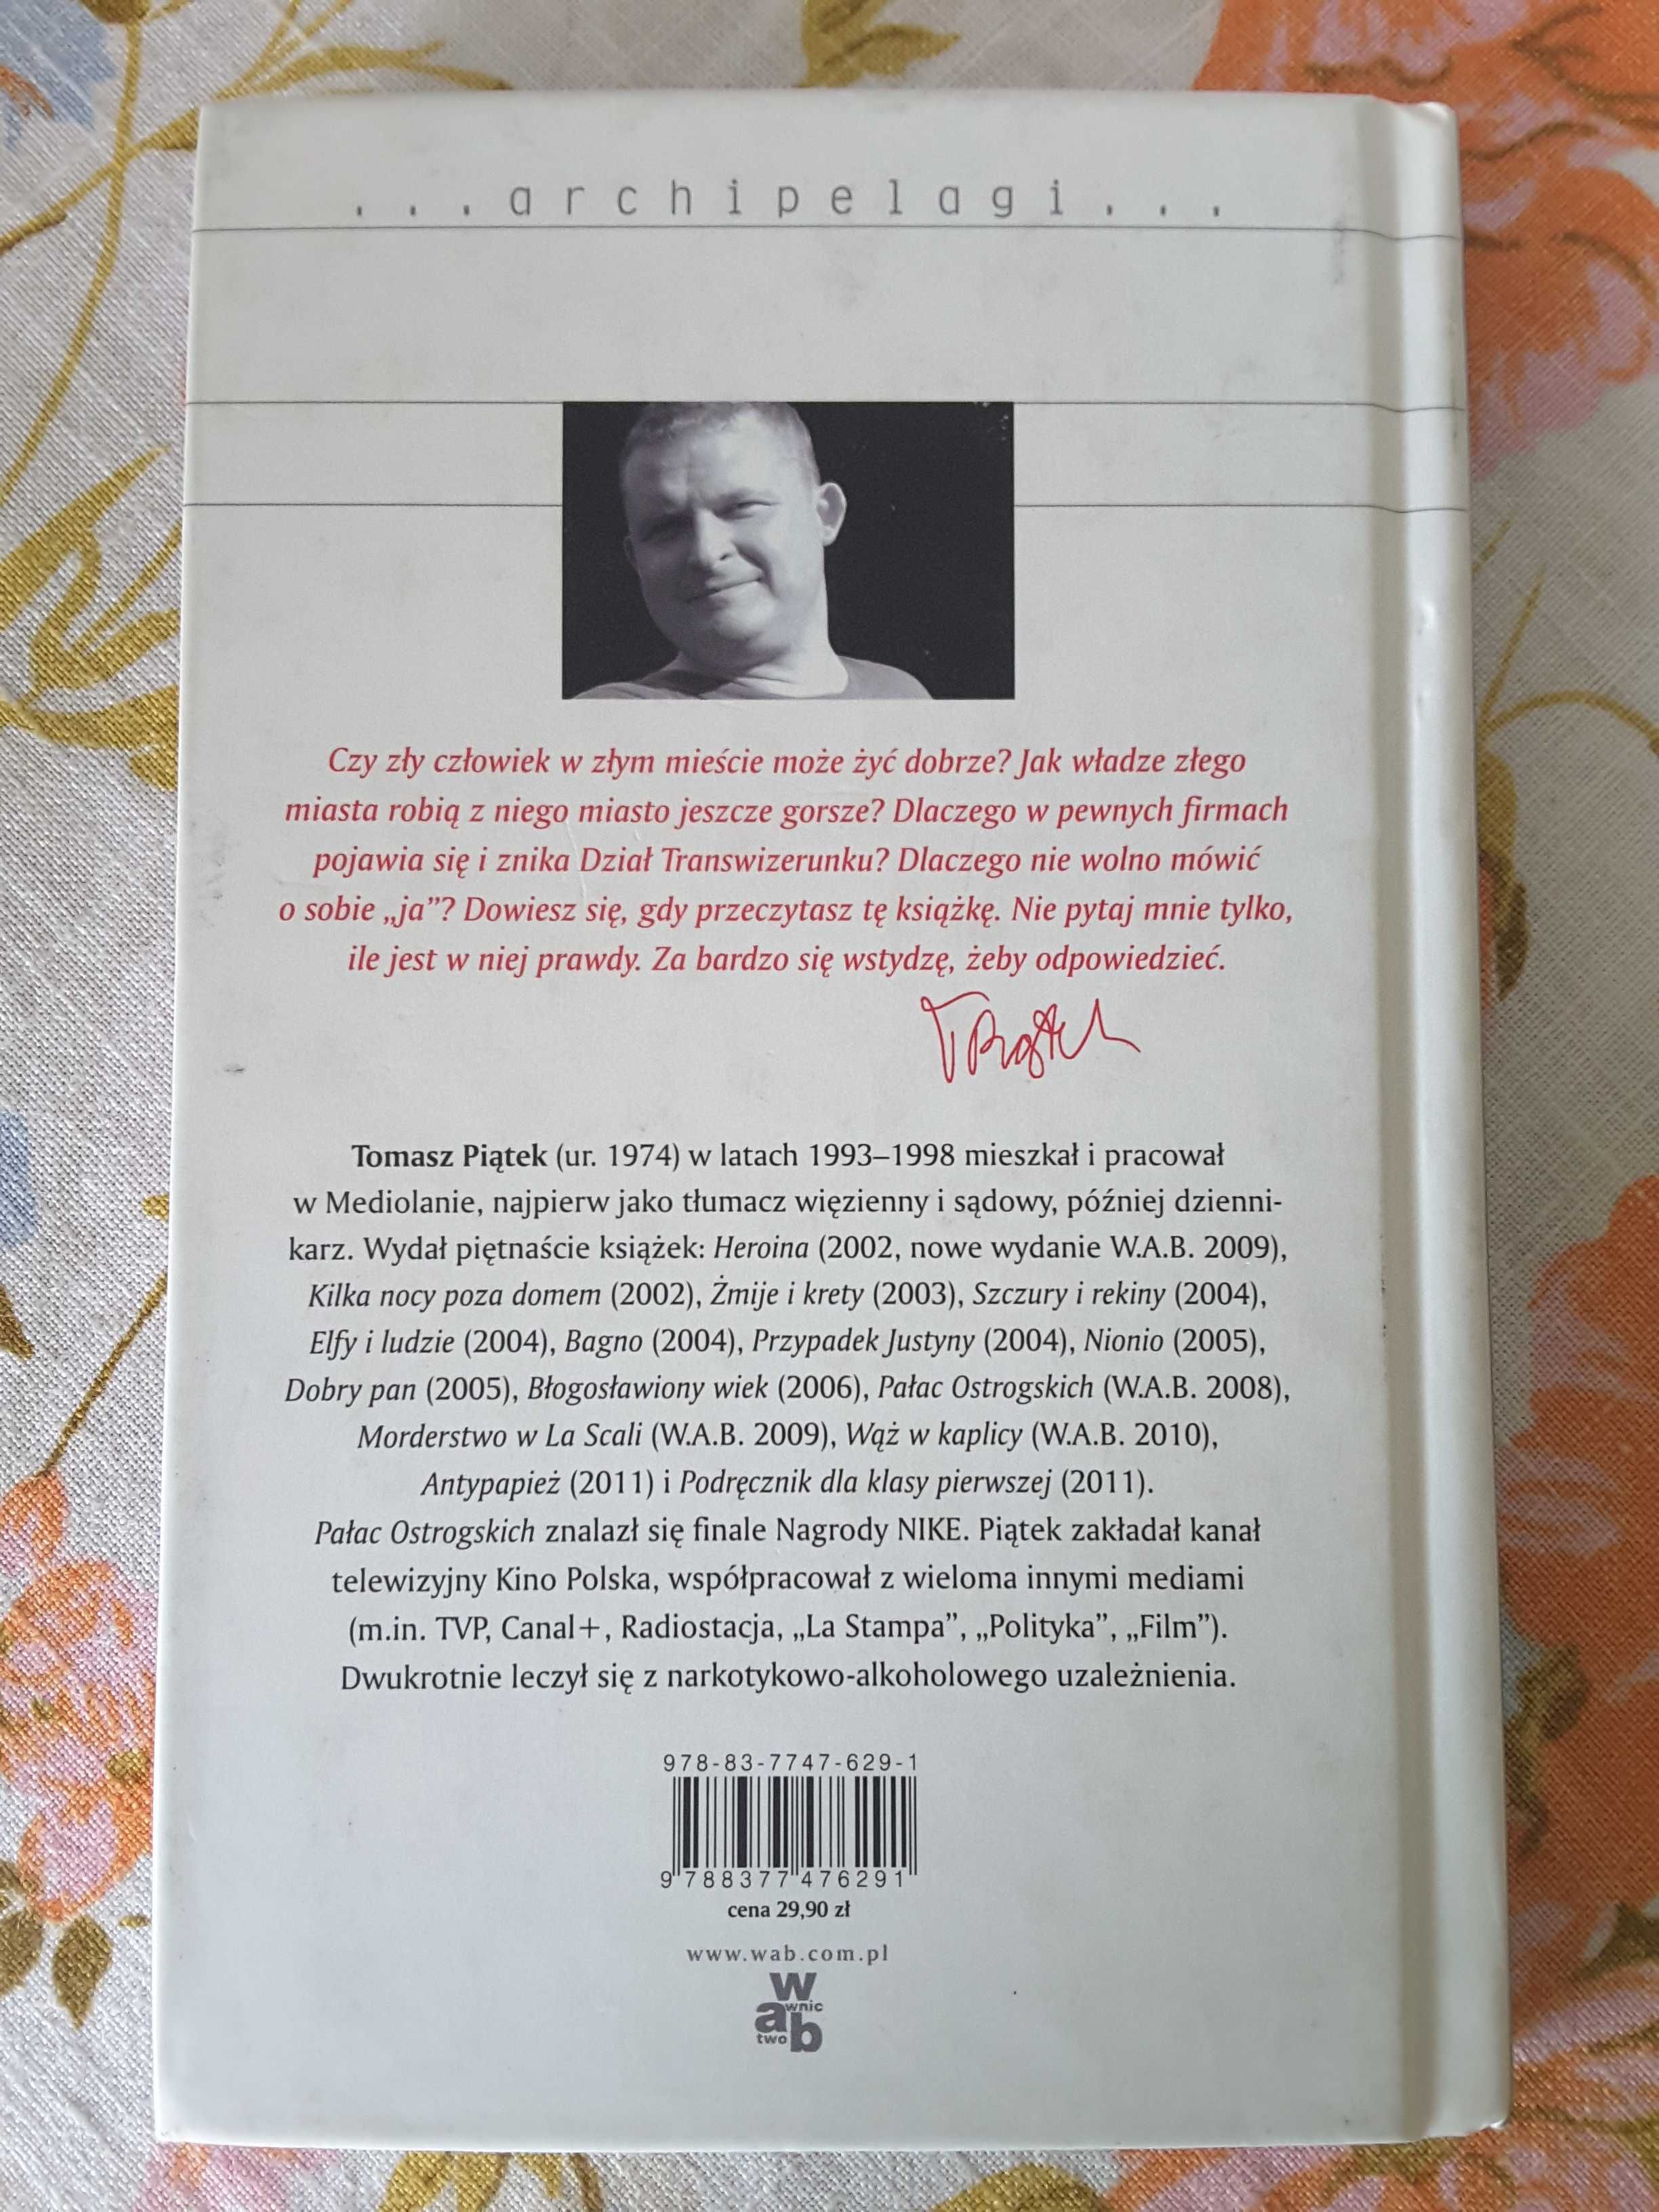 ...archipelagi...
Czy zły człowiek w złym mieście może żyć dobrze? Jak władze złego
miasta robią z niego miasto jeszcze gorsze? Dlaczego w pewnych firmach
pojawia się i znika Dział Transwizerunku? Dlaczego nie wolno mówić
o sobie „ja”? Dowiesz się, gdy przeczytasz tę książkę. Nie pytaj mnie tylko,
ile jest w niej prawdy. Za bardzo się wstydzę, żeby odpowiedzieć.
T Piątek
Tomasz Piątek (ur. 1974) w latach 1993–1998 mieszkał i pracował
w Mediolanie, najpierw jako tłumacz więzienny i sądowy, później dzienni-
karz. Wydał piętnaście książek: Heroina (2002, nowe wydanie W.A.B. 2009),
Kilka nocy poza domem (2002), Żmije i krety (2003), Szczury i rekiny (2004),
Elfy i ludzie (2004), Bagno (2004), Przypadek Justyny (2004), Nionio (2005),
Dobry pan (2005), Błogosławiony wiek (2006), Pałac Ostrogskich (W.A.B. 2008),
Morderstwo w La Scali (W.A.B. 2009), Wąż w kaplicy (W.A.B. 2010),
Antypapież (2011) i Podręcznik dla klasy pierwszej (2011).
Pałac Ostrogskich znalazł się finale Nagrody NIKE. Piątek zakładał kanał
telewizyjny Kino Polska, współpracował z wieloma innymi mediami
(m.in. TVP, Canal+, Radiostacja, „La Stampa”, „Polityka”, „Film”).
Dwukrotnie leczył się z narkotykowo-alkoholowego uzależnienia.
978-83-7747-629-1
9 788377 476291
cena 29,90 zł
www.wab.com.pl
w
a wnic
two b